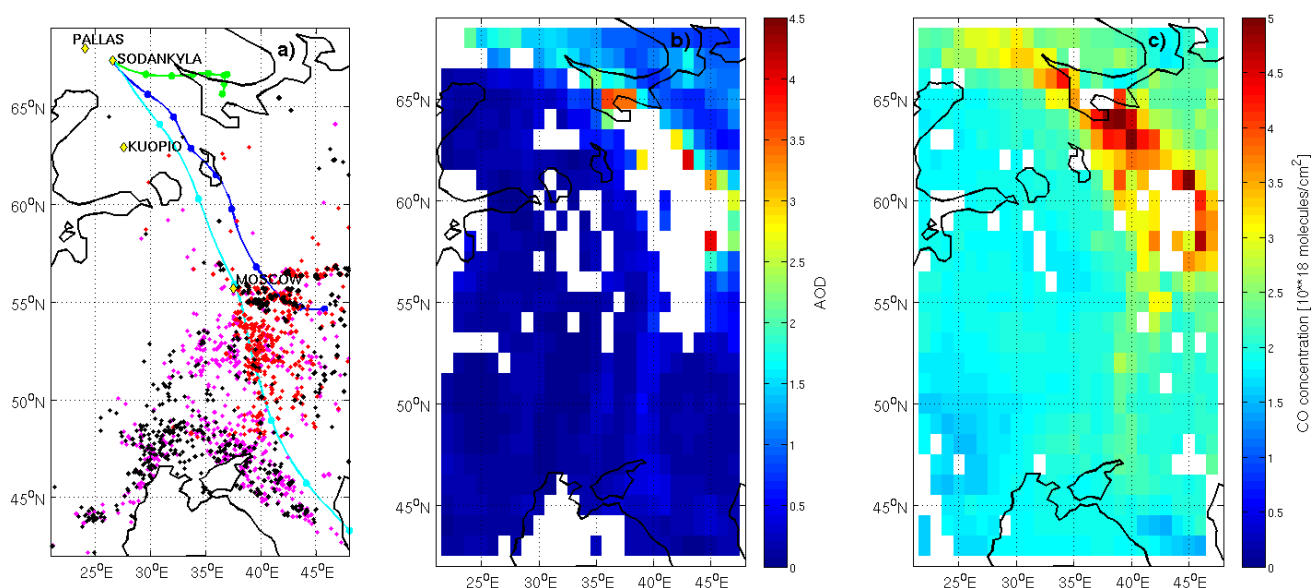 PALLAS
a)
SODANKYLA
KUOPIO
MOSCOW
65°N
60°N
55°N
50°N
45°N
25°E 30°E 35°E 40°E 45°E
b)
65°N
60°N
55°N
50°N
45°N
25°E 30°E 35°E 40°E 45°E
4.5
4
3.5
3
2.5
2
1.5
1
0.5
0
AOD
c)
65°N
60°N
55°N
50°N
45°N
25°E 30°E 35°E 40°E 45°E
5
4.5
4
3.5
3
2.5
2
1.5
1
0.5
0
CO concentration [10**18 molecules/cm²]